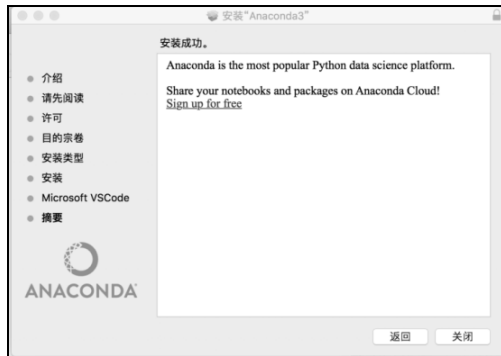 安装“Anaconda3”
安装成功。
介绍
请先阅读
许可
目的宗卷
安装类型
安装
Microsoft VSCode
摘要
ANACONDA
Anaconda is the most popular Python data science platform.
Share your notebooks and packages on Anaconda Cloud!
Sign up for free
返回
关闭